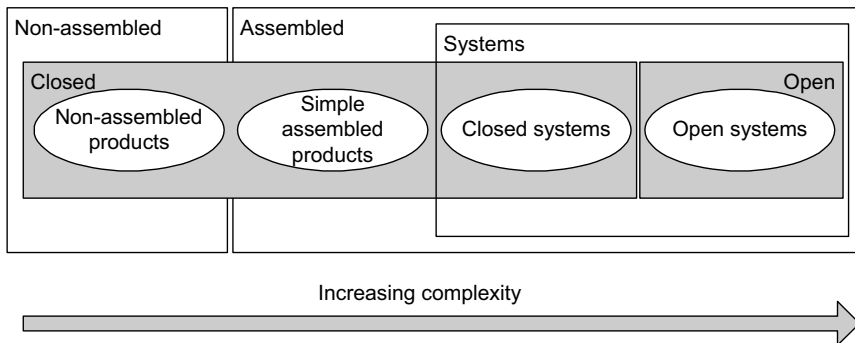 Non-assembled
Assembled
Systems
Closed
Open
Non-assembled
products
Simple
assembled
products
Closed systems
Open systems
Increasing complexity